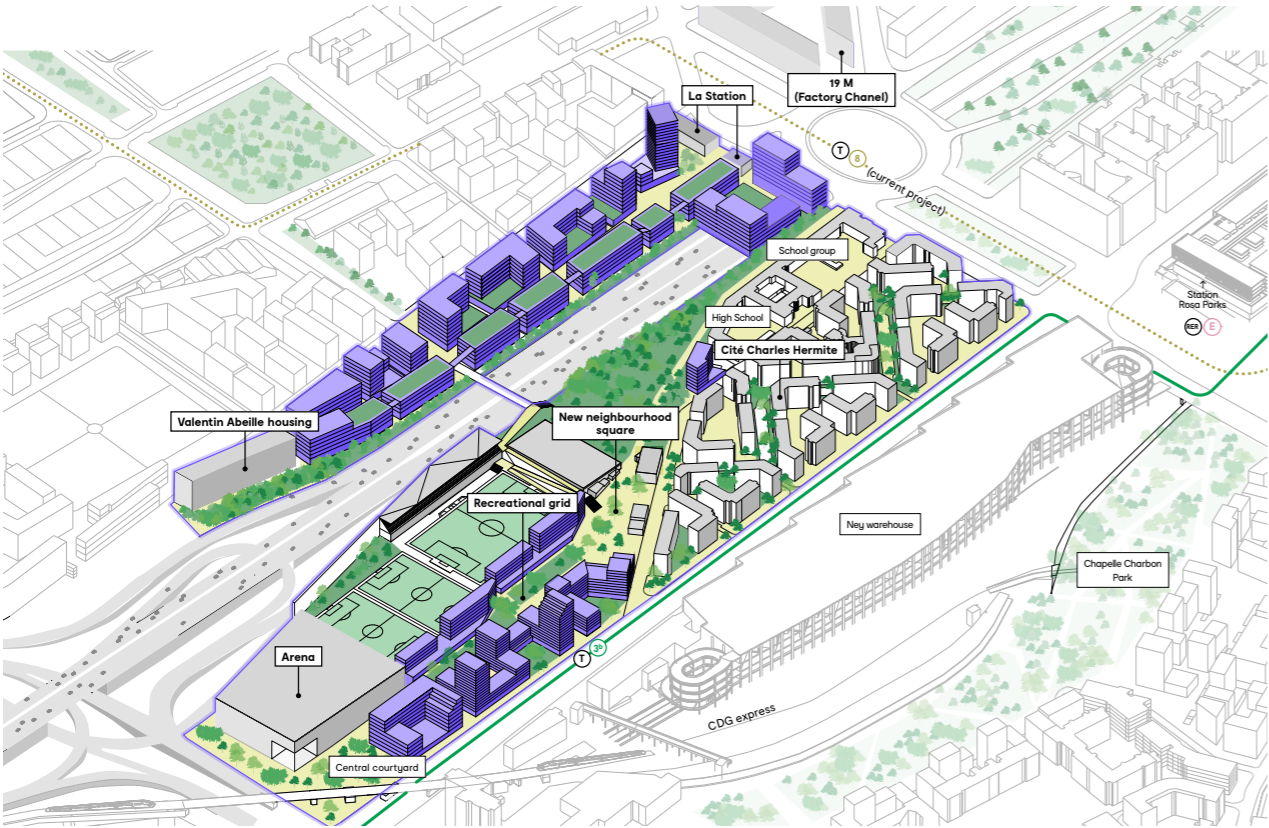 19 M
(Factory Chanel)
La Station
T
8
(current project)
School group
Station
Rosa Parks
RER
E
High School
Cité Charles Hermite
Valentin Abeille housing
New neighbourhood
square
Recreational grid
Ney warehouse
Chapelle Charbon
Park
Arena
T
3b
CDG express
Central courtyard